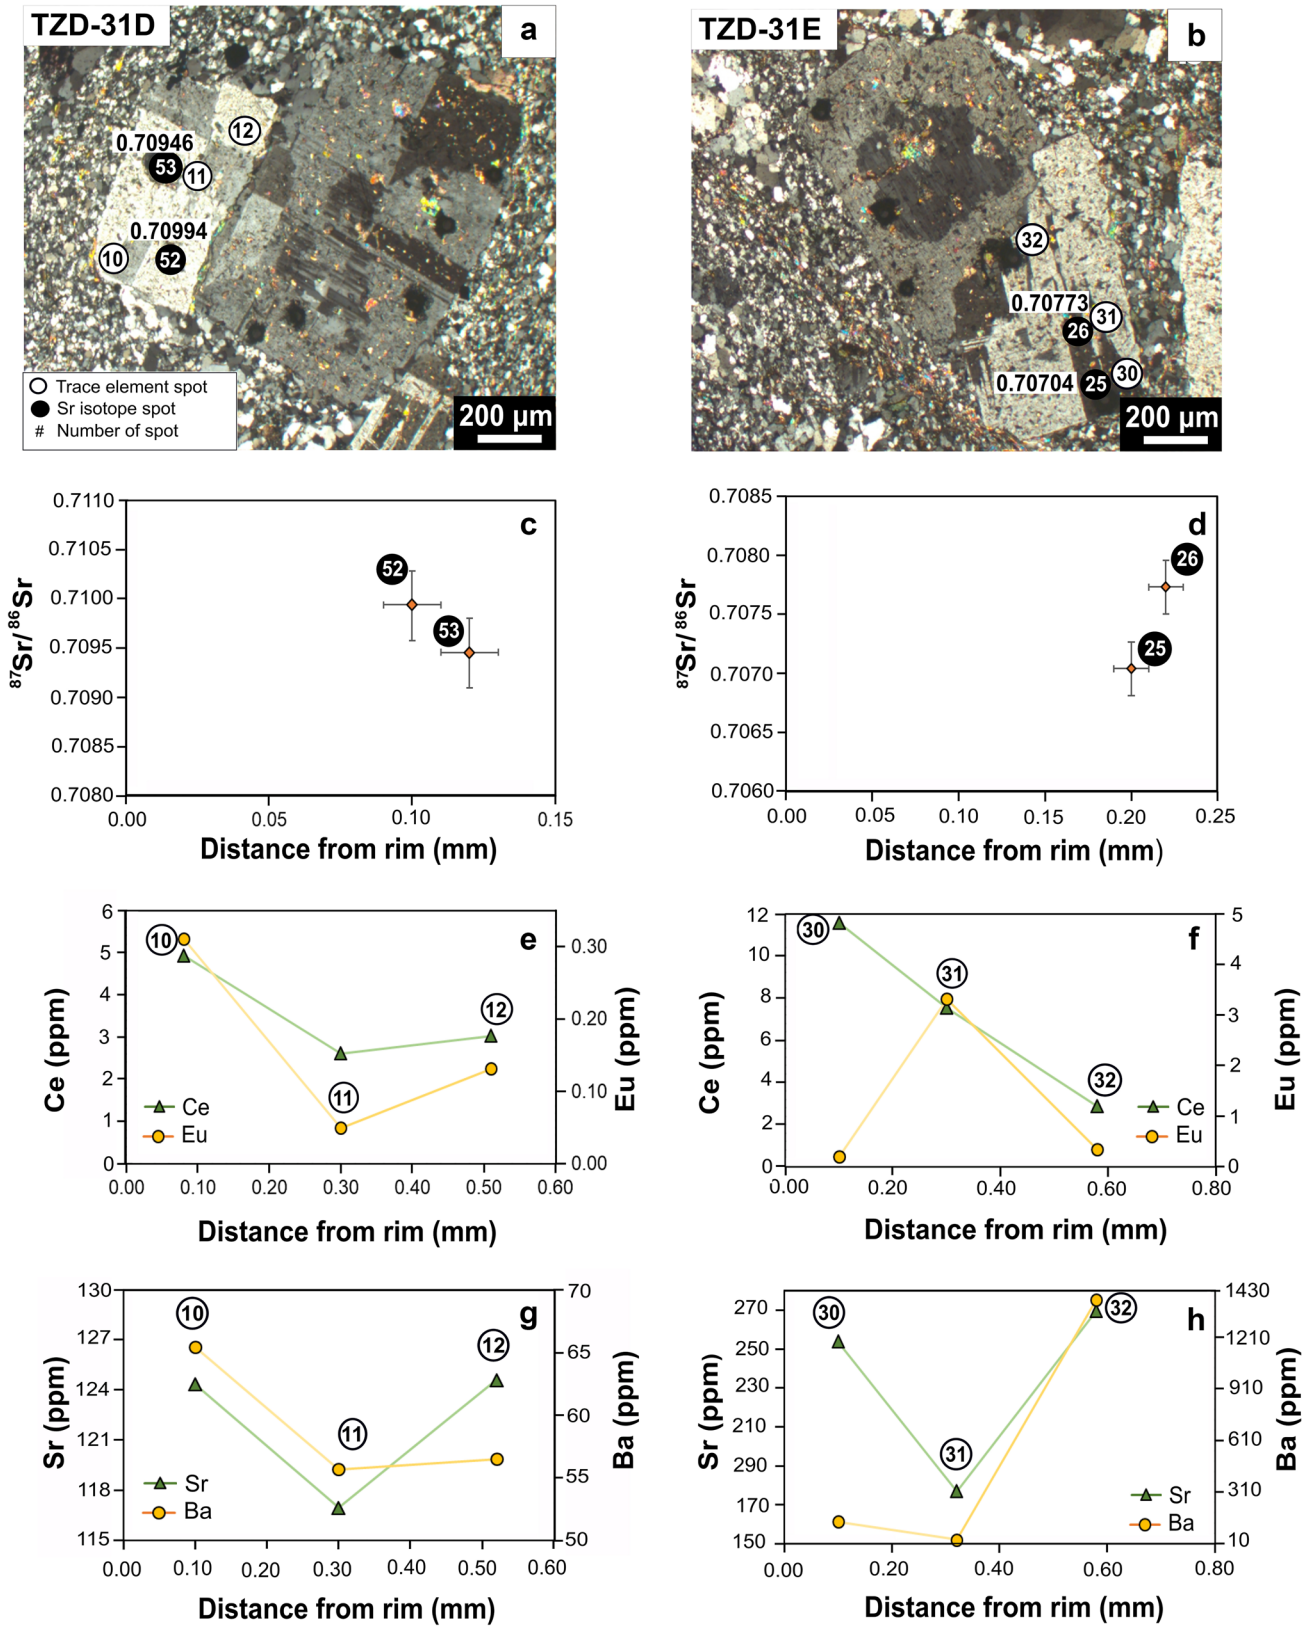 TZD-31D
a
0.70946
53
11
12
0.70994
10
52
Trace element spot
Sr isotope spot
# Number of spot
200 µm
TZD-31E
b
32
0.70773
31
26
0.70704
25
30
200 µm
c
0.7110
0.7105
0.7100
0.7095
0.7090
0.7085
0.7080
87Sr/86Sr
52
53
0.00 0.05 0.10 0.15
Distance from rim (mm)
d
0.7085
0.7080
0.7075
0.7070
0.7065
0.7060
87Sr/86Sr
26
25
0.00 0.05 0.10 0.15 0.20 0.25
Distance from rim (mm)
e
6
5
4
3
2
1
0
Ce (ppm)
10
11
12
Ce
Eu
0.30
0.20
0.10
0.00
Eu (ppm)
0.00 0.10 0.20 0.30 0.40 0.50 0.60
Distance from rim (mm)
f
12
10
8
6
4
2
0
Ce (ppm)
30
31
32
Ce
Eu
5
4
3
2
1
0
Eu (ppm)
0.00 0.20 0.40 0.60 0.80
Distance from rim (mm)
g
130
127
124
121
118
115
Sr (ppm)
10
11
12
Sr
Ba
70
65
60
55
50
Ba (ppm)
0.00 0.10 0.20 0.30 0.40 0.50 0.60
Distance from rim (mm)
h
270
250
230
210
290
170
150
Sr (ppm)
30
31
32
Sr
Ba
1430
1210
910
610
310
10
Ba (ppm)
0.00 0.20 0.40 0.60 0.80
Distance from rim (mm)